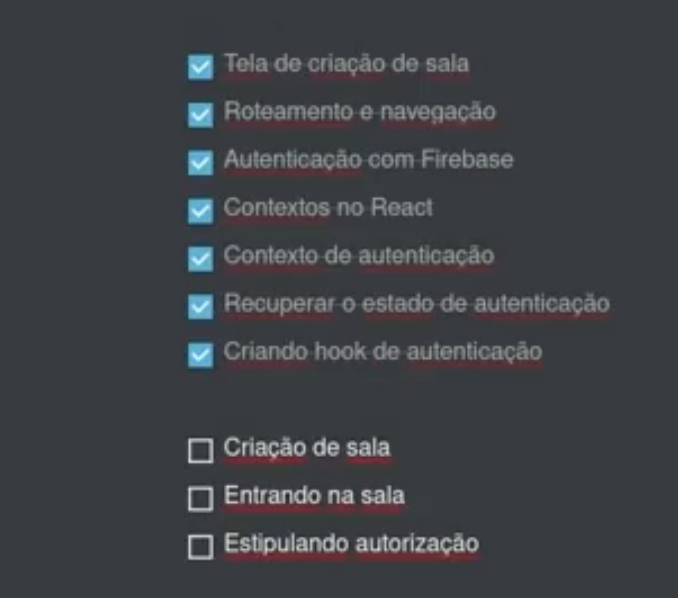 Tela de criação de sala
Roteamento e navegação
Autenticação com Firebase
Contextos no React
Contexto de autenticação
Recuperar o estado de autenticação
Criando hook de autenticação
Criação de sala
Entrando na sala
Estipulando autorização